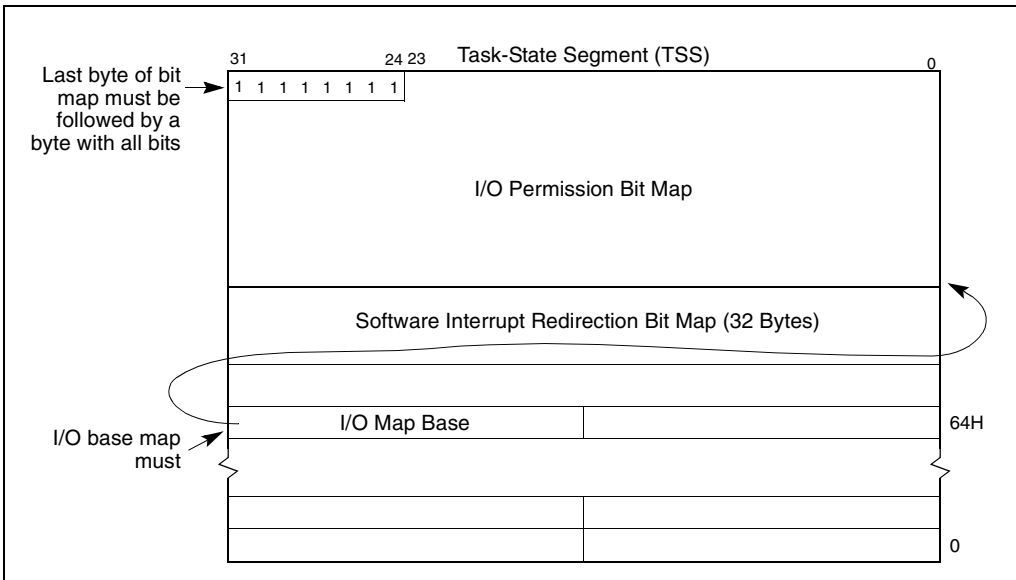 Task-State Segment (TSS)
31
24 23
0
Last byte of bit
map must be
followed by a
byte with all bits
1 1 1 1 1 1 1 1
I/O Permission Bit Map
Software Interrupt Redirection Bit Map (32 Bytes)
I/O Map Base
64H
I/O base map
must
0